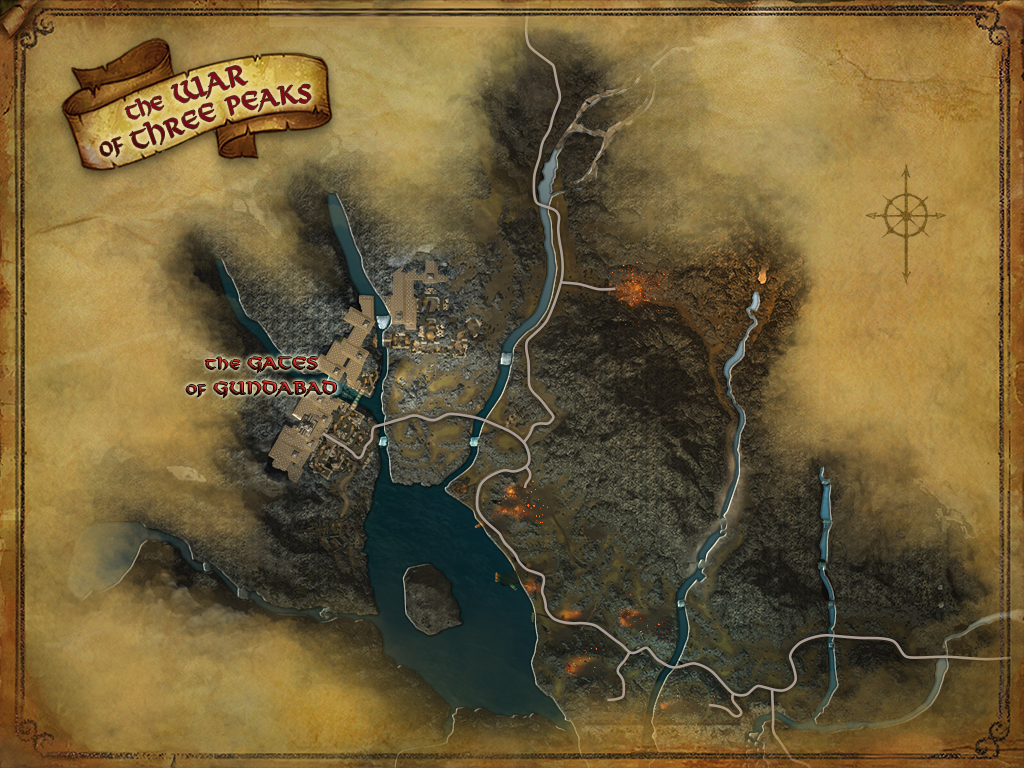 the WAR
of three peaks
the Gates
of Gundabad